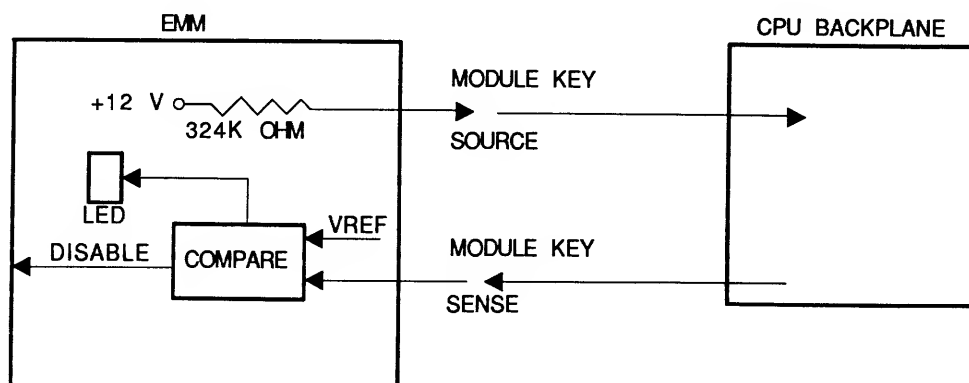 EMM
CPU BACKPLANE
MODULE KEY
+12 V
324K OHM
SOURCE
LED
VREF
DISABLE
COMPARE
MODULE KEY
SENSE